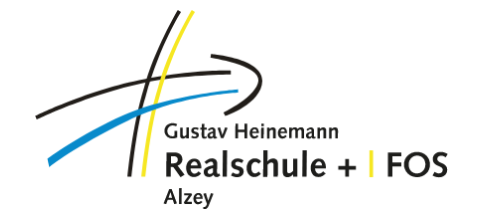 Gustav Heinemann
Realschule + | FOS
Alzey